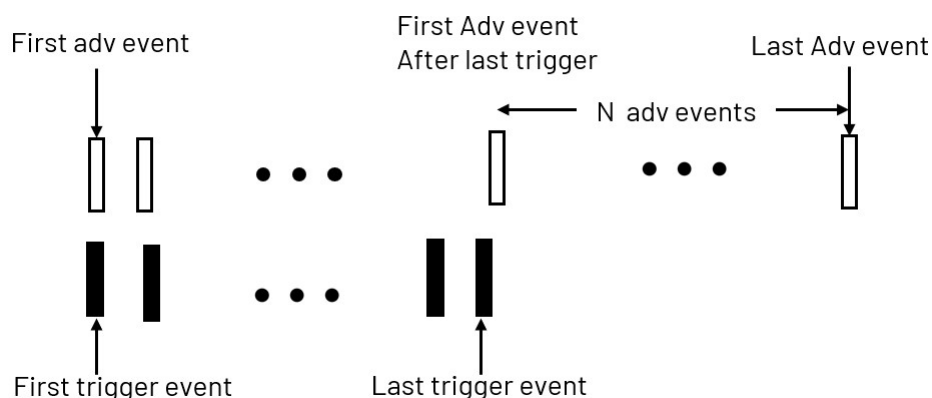 First adv event
First Adv event
After last trigger
Last Adv event
N adv events
First trigger event
Last trigger event